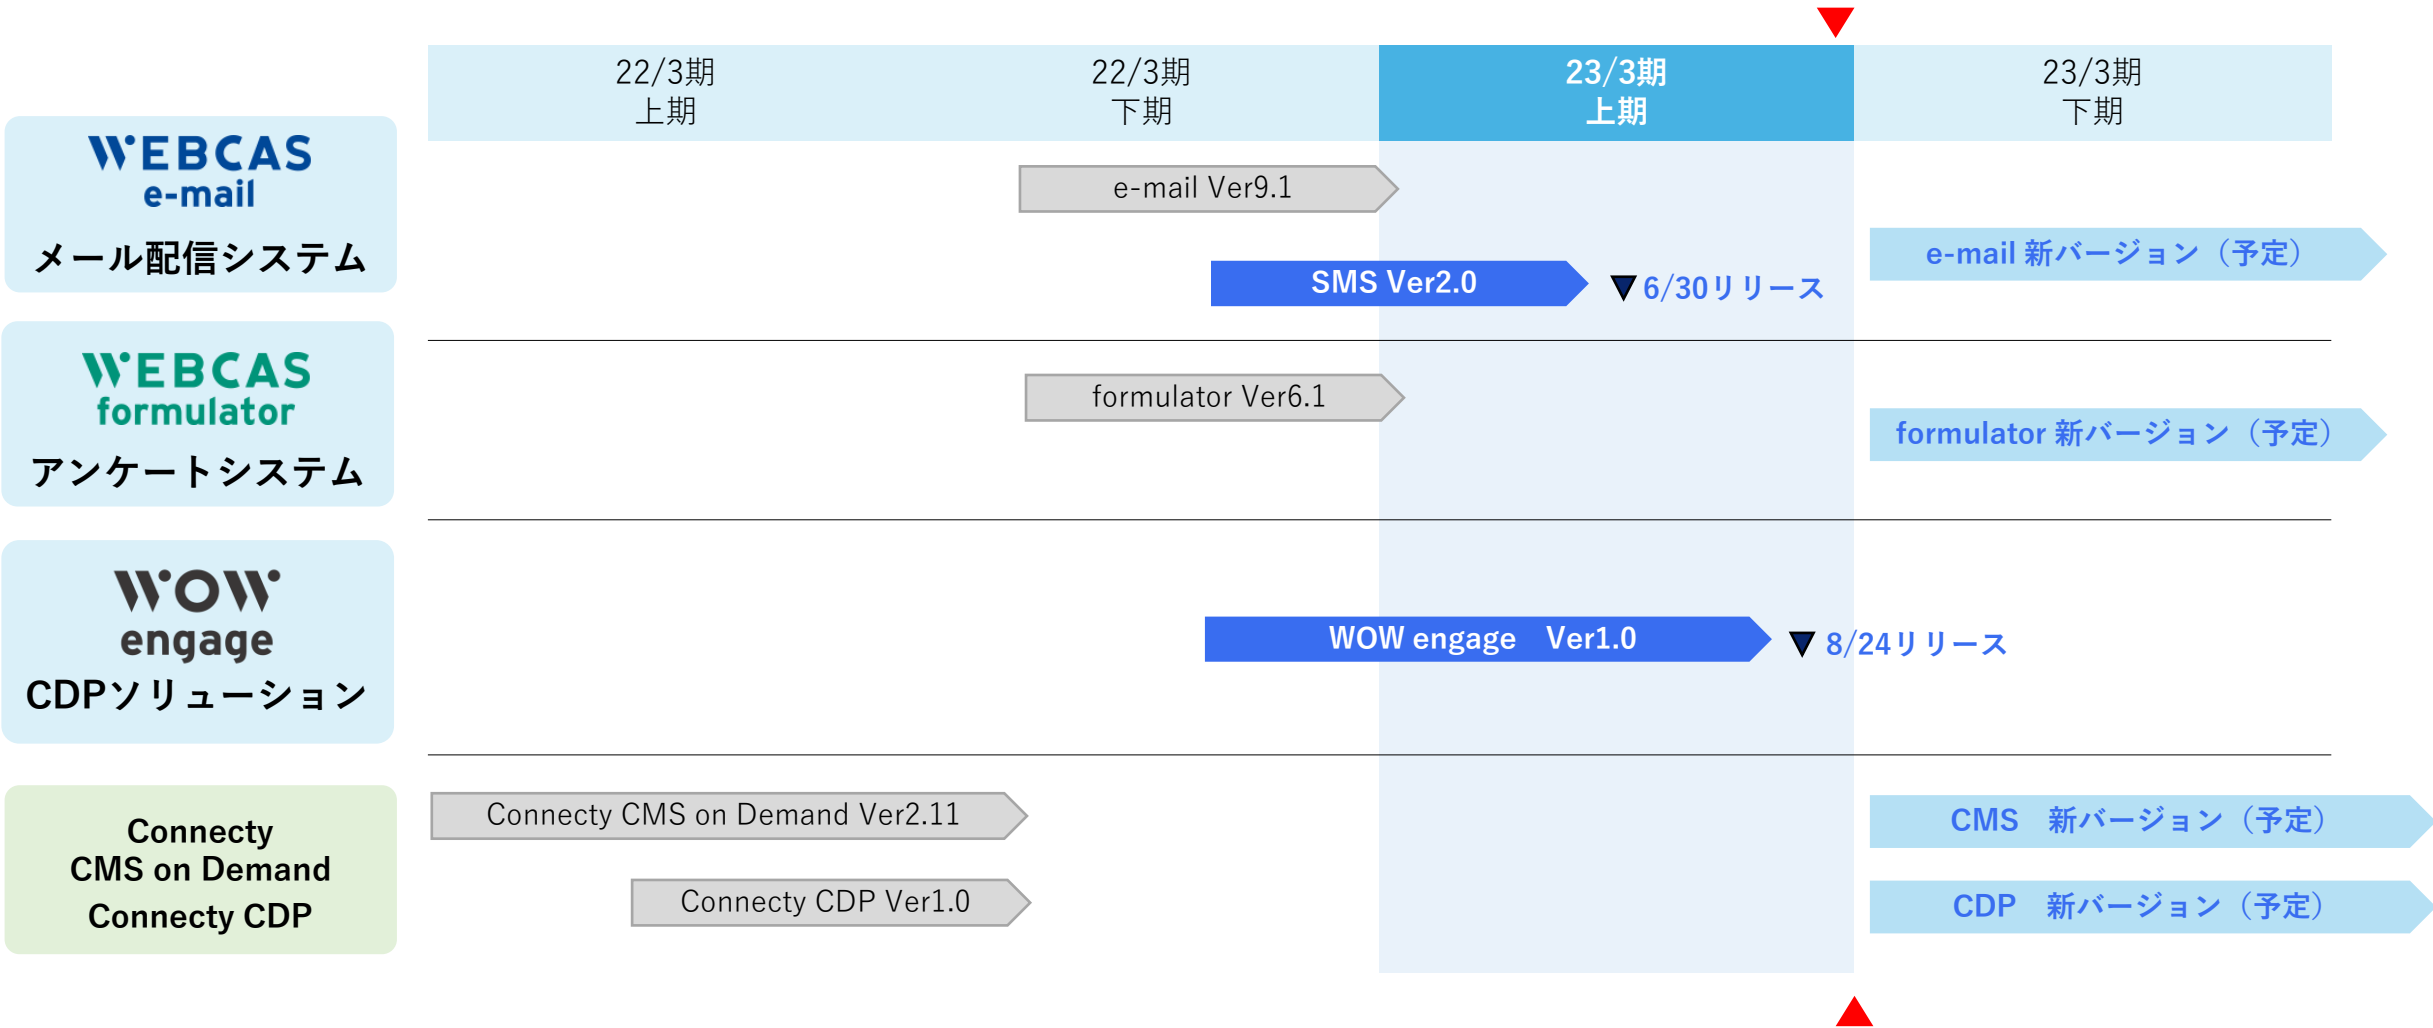 22/3期
上期
22/3期
下期
23/3期
上期
23/3期
下期
WEBCAS
e-mail
メール配信システム
e-mail Ver9.1
SMS Ver2.0
6/30リリース
e-mail 新バージョン（予定）
WEBCAS
formulator
アンケートシステム
formulator Ver6.1
formulator 新バージョン（予定）
WOW
engage
CDPソリューション
WOW engage　Ver1.0
8/24リリース
Connecty
CMS on Demand
Connecty CDP
Connecty CMS on Demand Ver2.11
CMS　新バージョン（予定）
Connecty CDP Ver1.0
CDP　新バージョン（予定）